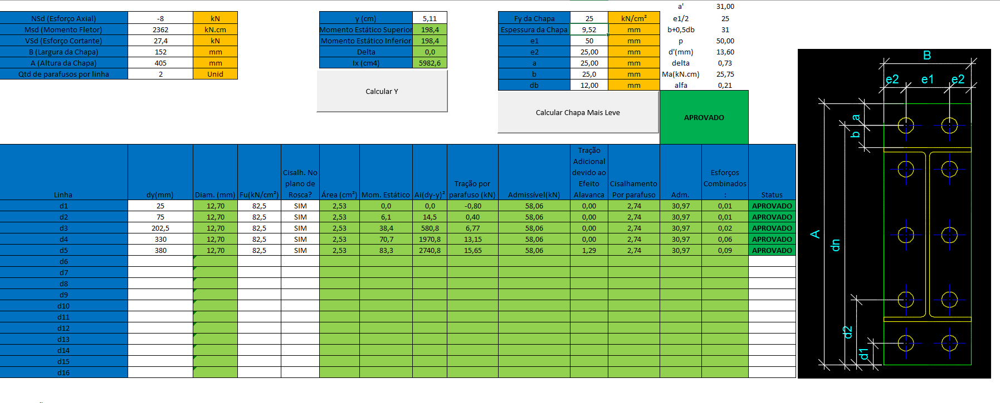 a' 31,00
NSd (Esforço Axial) -8 kN y (cm) 5,11 Fy da Chapa 25 kN/cm² e1/2 25
Msd (Momento Fletor) 2362 kN.cm Momento Estático Superior 198,4 Espessura da Chapa 9,52 mm b+0,5db 31
VSd (Esforço Cortante) 27,4 kN Momento Estático Inferior 198,4 e1 50 mm p 50,00
B (Largura da Chapa) 152 mm Delta 0,0 e2 25,00 mm d'(mm) 13,60
A (Altura da Chapa) 405 mm Ix (cm4) 5982,6 a 25,00 mm delta 0,73
Qtd de parafusos por linha 2 Unid b 25,0 mm Ma(kN.cm) 25,75
db 12,00 mm alfa 0,21
Calcular Y
Calcular Chapa Mais Leve
APROVADO
Linha dy(mm) Diam. (mm) Fu(kN/cm²)
Cisalh. No
plano de
Rosca?
Área (cm²) Mom. Estático Ai(dy-y)²
Tração por
parafuso (kN)
Admissível(kN)
Tração
Adicional
devido ao
Efeito
Alavanca
Cisalhamento
Por parafuso
Adm.
Esforços
Combinados
:
Status
d1 25 12,70 82,5 SIM 2,53 0,0 0,0 -0,80 58,06 0,00 2,74 30,97 0,01 APROVADO
d2 75 12,70 82,5 SIM 2,53 6,1 14,5 0,40 58,06 0,00 2,74 30,97 0,01 APROVADO
d3 202,5 12,70 82,5 SIM 2,53 38,4 580,8 6,77 58,06 0,00 2,74 30,97 0,02 APROVADO
d4 330 12,70 82,5 SIM 2,53 70,7 1970,8 13,15 58,06 0,00 2,74 30,97 0,06 APROVADO
d5 380 12,70 82,5 SIM 2,53 83,3 2740,8 15,65 58,06 1,29 2,74 30,97 0,09 APROVADO
d6
d7
d8
d9
d10
d11
d12
d13
d14
d15
d16
B
e2 e1 e2
a
b
A
dn
d2
d1